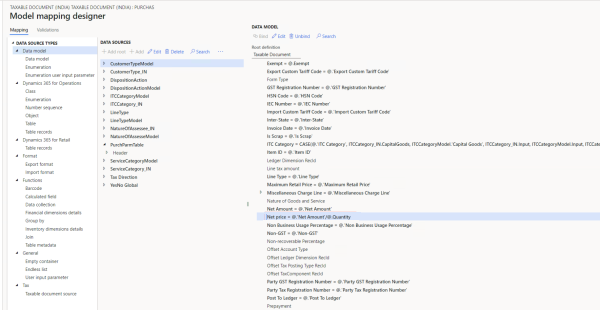 TAXABLE DOCUMENT (INDIA) TAXABLE DOCUMENT (INDIA) : PURCHAS
Model mapping designer
Mapping Validations
DATA SOURCE TYPES
Data model
Data model
Enumeration
Enumeration user input parameter
Dynamics 365 for Operations
Class
Enumeration
Number sequence
Object
Table
Table records
Dynamics 365 for Retail
Table records
Format
Export format
Import format
Functions
Barcode
Calculated field
Data collection
Financial dimensions details
Group by
Inventory dimensions details
Join
Table metadata
General
Empty container
Endless list
User input parameter
Tax
Taxable document source
DATA SOURCES
+ Add root + Add Edit Delete Search ...
CustomerTypeModel
CustomerType_IN
DispositionAction
DispositionActionModel
ITCCategoryModel
ITCCategory_IN
LineType
LineTypeModel
NatureOfAssesse_IN
NatureOfAssesseModel
PurchParmTable
Header
ServiceCategoryModel
ServiceCategory_IN
Tax Direction
YesNo Global
DATA MODEL
Bind Edit Unbind Search
Root definition
Taxable Document
Exempt = @.Exempt
Export Custom Tariff Code = @.'Export Custom Tariff Code'
Form Type
GST Registration Number = @.'GST Registration Number'
HSN Code = @.'HSN Code'
IEC Number = @.'IEC Number'
Import Custom Tariff Code = @.'Import Custom Tariff Code'
Inter-State = @.'Inter-State'
Invoice Date = @.'Invoice Date'
Is Scrap = @.'Is Scrap'
ITC Category = CASE(@.'ITC Category', ITCCategory_IN.CapitalGoods, ITCCategoryModel.'Capital Goods', ITCCategory_IN.Input, ITCCategoryModel.Input,
Item ID = @.'Item ID'
Ledger Dimension RecId
Line tax amount
Line Type = @.'Line Type'
Maximum Retail Price = @.'Maximum Retail Price'
Miscellaneous Charge Line = @.'Miscellaneous Charge Line'
Nature of Goods and Service
Net Amount = @.'Net Amount'
Net price = @.'Net Amount'/@.Quantity
Non Business Usage Percentage = @.'Non Business Usage Percentage'
Non-GST = @.'Non-GST'
Non-recoverable Percentage
Offset Account Type
Offset Ledger Dimension RecId
Offset Tax Posting Type RecId
Offset TaxComponent RecId
Party GST Registration Number = @.'Party GST Registration Number'
Party Tax Registration Number = @.'Party Tax Registration Number'
Post To Ledger = @.'Post To Ledger'
Prepayment